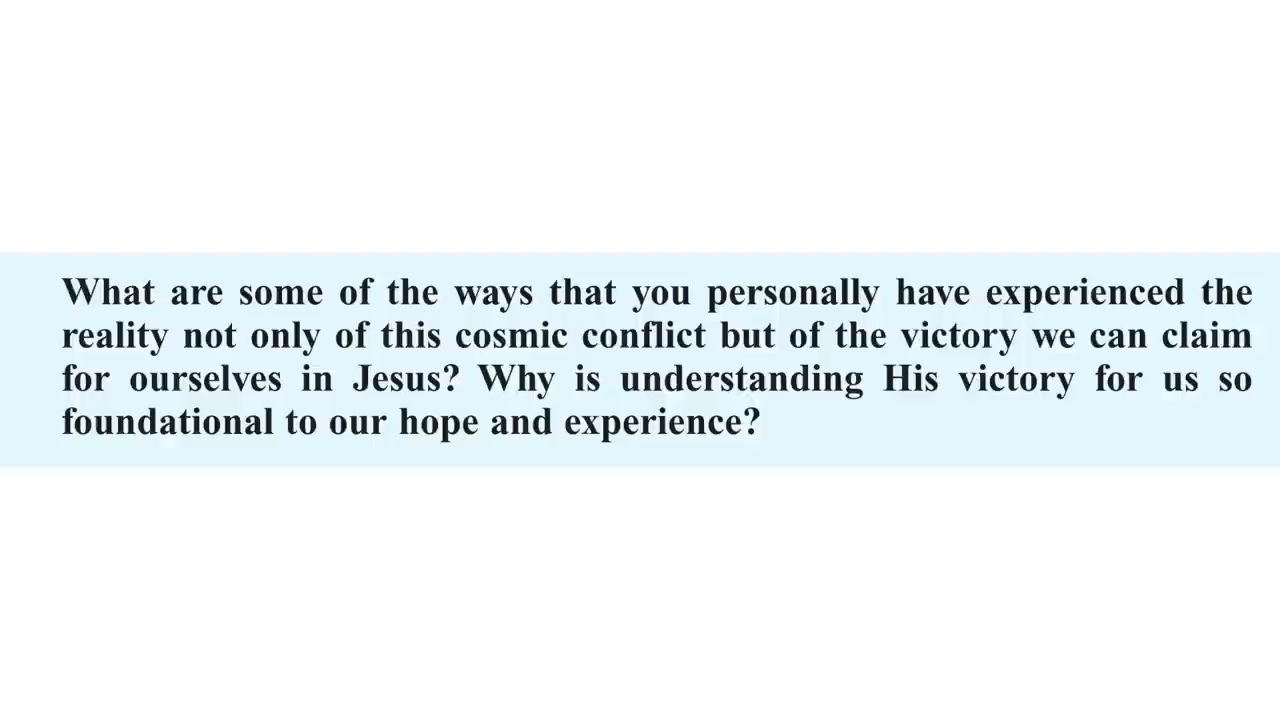 What are some of the ways that you personally have experienced the
reality not only of this cosmic conflict but of the victory we can claim
for ourselves in Jesus? Why is understanding His victory for us so
foundational to our hope and experience?